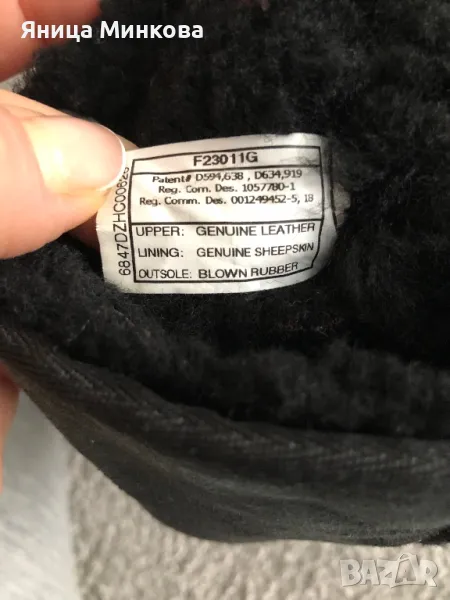 Яница Минкова
F23011G
Patent# D594,638 , D634,919
Reg. Com. Des. 1057780-1
Reg. Comm. Des. 001249452-5, 18
UPPER: GENUINE LEATHER
LINING: GENUINE SHEEPSKIN
OUTSOLE: BLOWN RUBBER
BAZAR